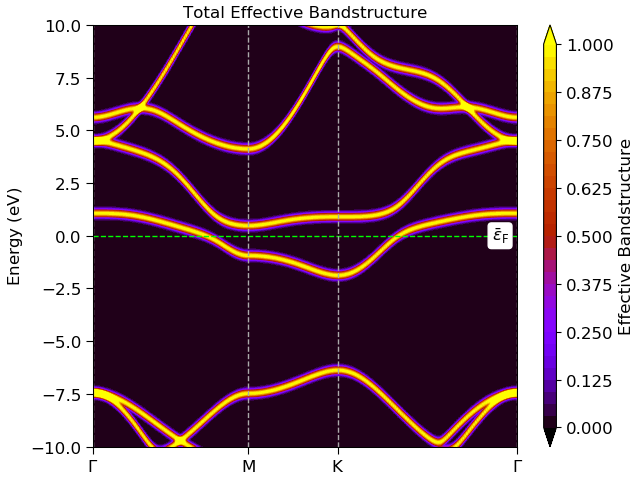 Total Effective Bandstructure
10.0
7.5
5.0
2.5
0.0
−2.5
−5.0
−7.5
−10.0
Energy (eV)
Γ
M
K
Γ
ε̄F
1.000
0.875
0.750
0.625
0.500
0.375
0.250
0.125
0.000
Effective Bandstructure